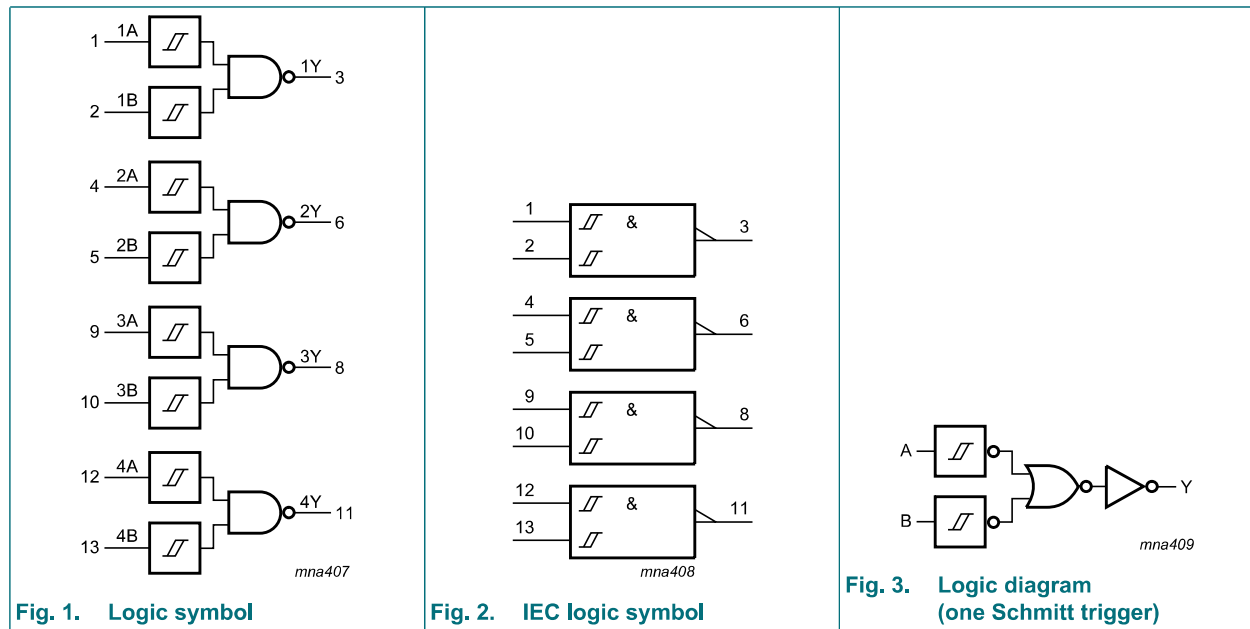 1 1A
1Y 3
2 1B
4 2A
2Y 6
5 2B
9 3A
3Y 8
10 3B
12 4A
4Y 11
13 4B
mna407
Fig. 1. Logic symbol
1 &
3
2
4 &
6
5
9 &
8
10
12 &
11
13
mna408
Fig. 2. IEC logic symbol
A
Y
B
mna409
Fig. 3. Logic diagram
(one Schmitt trigger)